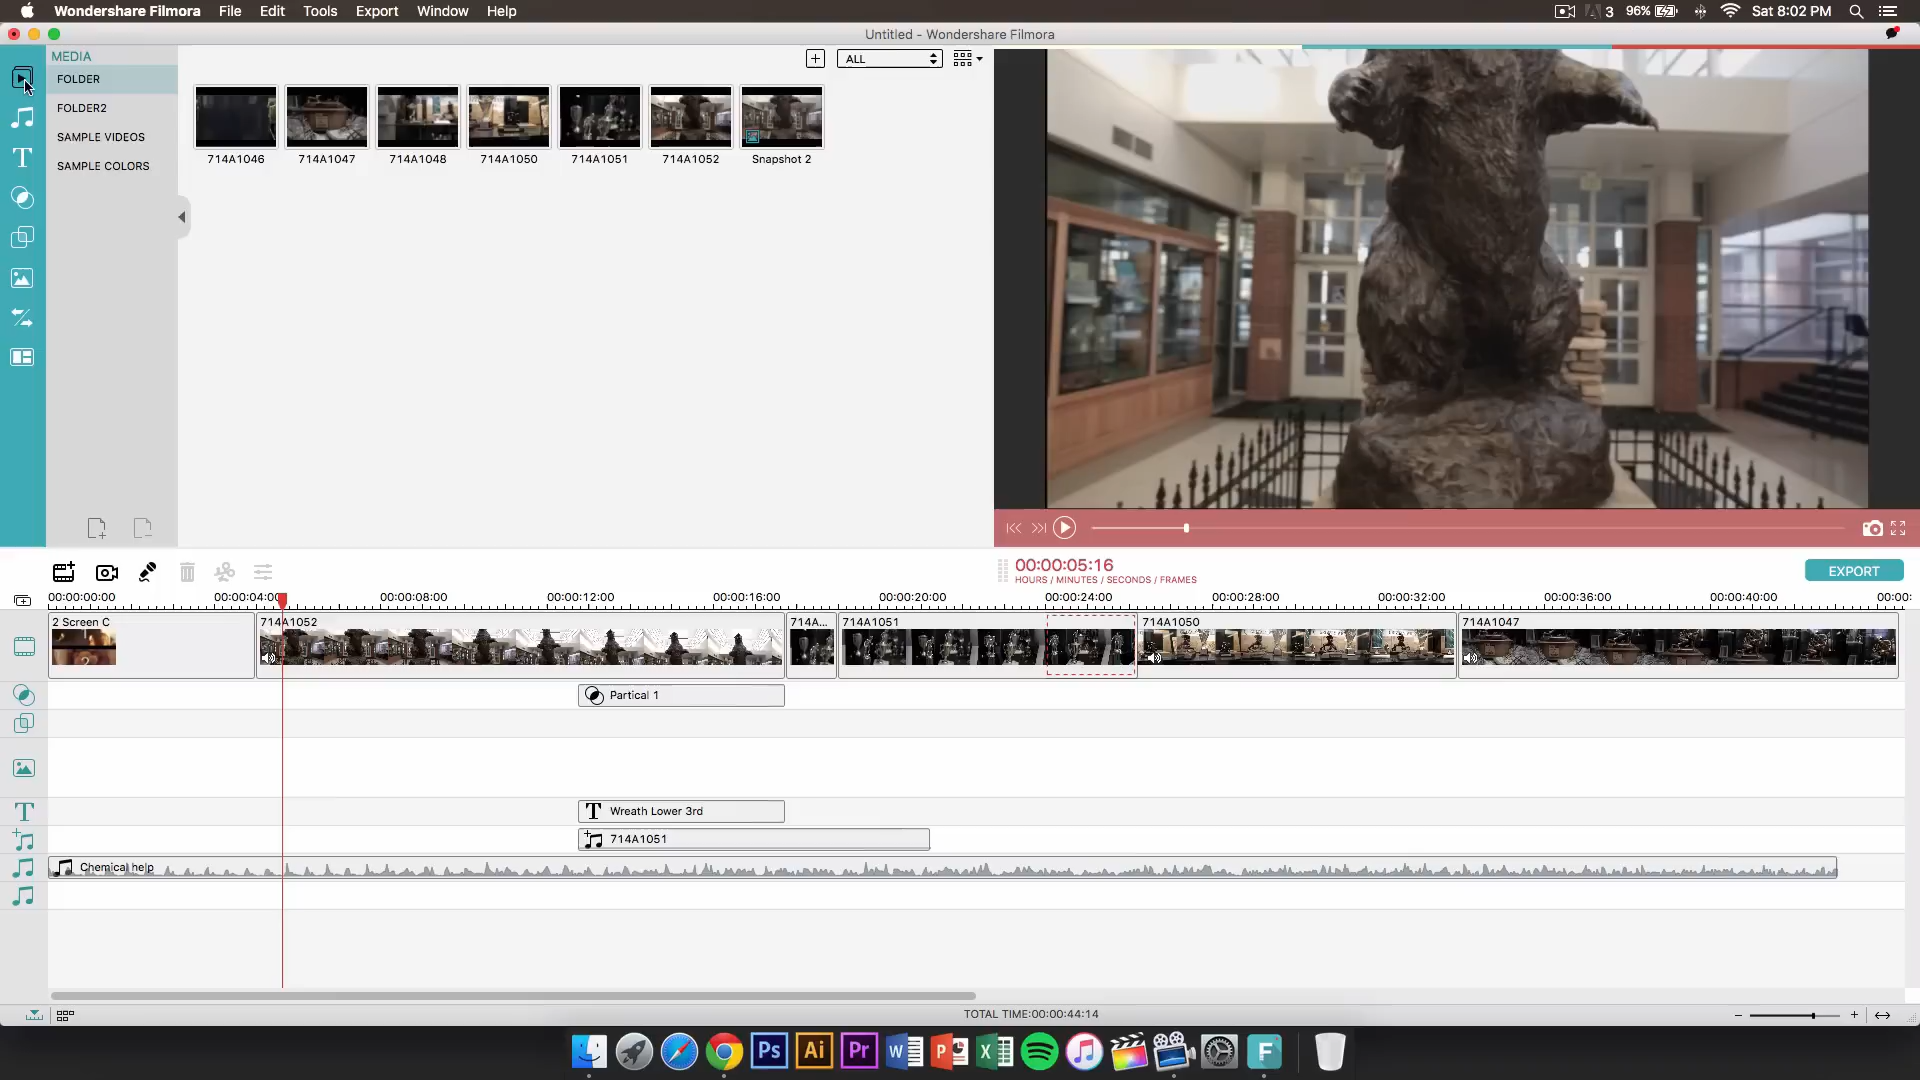 Wondershare Filmora File Edit Tools Export Window Help
3 96% Sat 8:02 PM
Untitled - Wondershare Filmora
MEDIA
FOLDER
FOLDER2
SAMPLE VIDEOS
SAMPLE COLORS
ALL
714A1046 714A1047 714A1048 714A1050 714A1051 714A1052 Snapshot 2
00:00:05:16
HOURS / MINUTES / SECONDS / FRAMES
EXPORT
00:00:00:00 00:00:04:00 00:00:08:00 00:00:12:00 00:00:16:00 00:00:20:00 00:00:24:00 00:00:28:00 00:00:32:00 00:00:36:00 00:00:40:00 00:00:
2 Screen C 714A1052 714A... 714A1051 714A1050 714A1047
Partical 1
T Wreath Lower 3rd
714A1051
Chemical help
TOTAL TIME:00:00:44:14
Ps Ai Pr W P X F